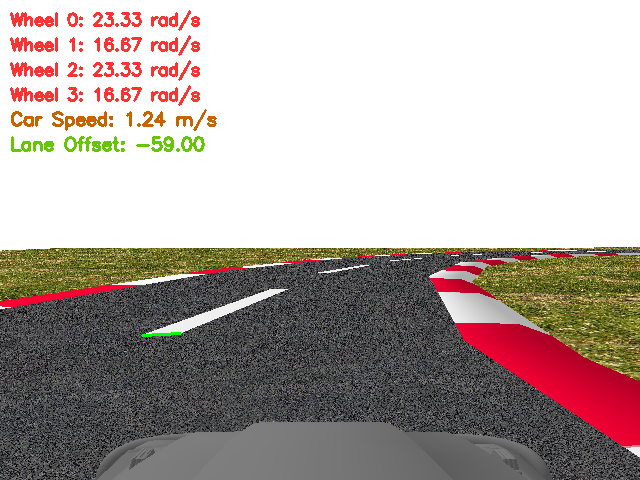 Wheel 0: 23.33 rad/s
Wheel 1: 16.67 rad/s
Wheel 2: 23.33 rad/s
Wheel 3: 16.67 rad/s
Car Speed: 1.24 m/s
Lane Offset: -59.00